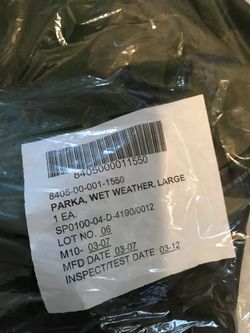 8405000011550
8405-00-001-1550
PARKA, WET WEATHER, LARGE
1 EA.
SP0100-04-D-4190/0012
LOT NO. 06
M10- 03-07
MFD DATE 03-07
INSPECT/TEST DATE 03-12